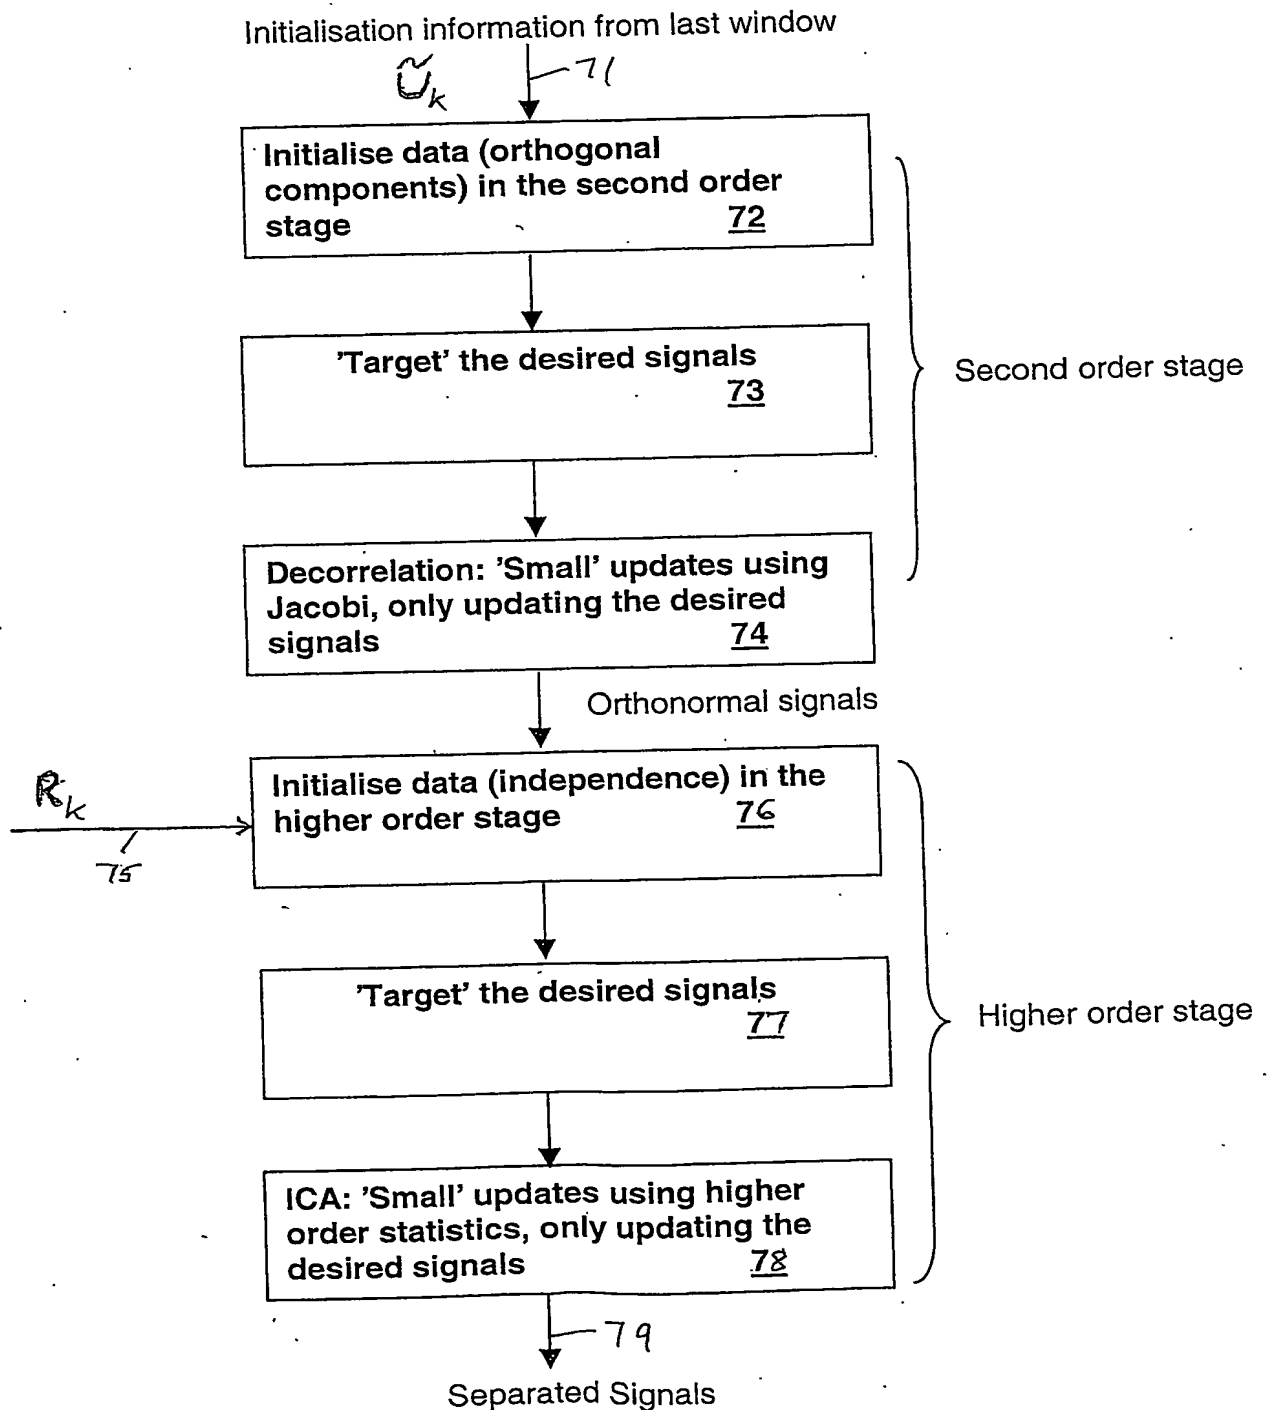 Initialisation information from last window
Ũk
71
Initialise data (orthogonal
components) in the second order
stage 72
'Target' the desired signals
73
Second order stage
Decorrelation: 'Small' updates using
Jacobi, only updating the desired
signals 74
Orthonormal signals
Rk
75
Initialise data (independence) in the
higher order stage 76
'Target' the desired signals
77
Higher order stage
ICA: 'Small' updates using higher
order statistics, only updating the
desired signals 78
79
Separated Signals